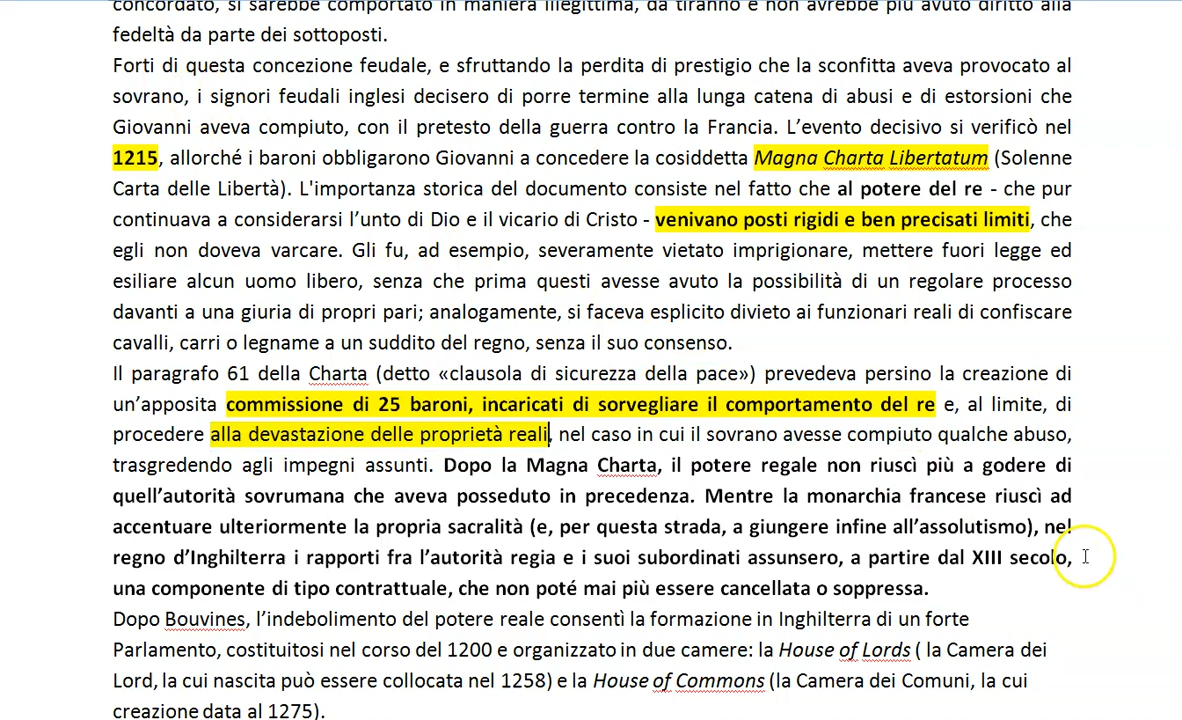 concordato, si sarebbe comportato in maniera illegittima, da tiranno e non avrebbe più avuto diritto alla
fedeltà da parte dei sottoposti.
Forti di questa concezione feudale, e sfruttando la perdita di prestigio che la sconfitta aveva provocato al
sovrano, i signori feudali inglesi decisero di porre termine alla lunga catena di abusi e di estorsioni che
Giovanni aveva compiuto, con il pretesto della guerra contro la Francia. L’evento decisivo si verificò nel
1215, allorché i baroni obbligarono Giovanni a concedere la cosiddetta Magna Charta Libertatum (Solenne
Carta delle Libertà). L'importanza storica del documento consiste nel fatto che al potere del re - che pur
continuava a considerarsi l’unto di Dio e il vicario di Cristo - venivano posti rigidi e ben precisati limiti, che
egli non doveva varcare. Gli fu, ad esempio, severamente vietato imprigionare, mettere fuori legge ed
esiliare alcun uomo libero, senza che prima questi avesse avuto la possibilità di un regolare processo
davanti a una giuria di propri pari; analogamente, si faceva esplicito divieto ai funzionari reali di confiscare
cavalli, carri o legname a un suddito del regno, senza il suo consenso.
Il paragrafo 61 della Charta (detto «clausola di sicurezza della pace») prevedeva persino la creazione di
un’apposita commissione di 25 baroni, incaricati di sorvegliare il comportamento del re e, al limite, di
procedere alla devastazione delle proprietà reali, nel caso in cui il sovrano avesse compiuto qualche abuso,
trasgredendo agli impegni assunti. Dopo la Magna Charta, il potere regale non riuscì più a godere di
quell’autorità sovrumana che aveva posseduto in precedenza. Mentre la monarchia francese riuscì ad
accentuare ulteriormente la propria sacralità (e, per questa strada, a giungere infine all’assolutismo), nel
regno d’Inghilterra i rapporti fra l’autorità regia e i suoi subordinati assunsero, a partire dal XIII secolo,
una componente di tipo contrattuale, che non poté mai più essere cancellata o soppressa.
Dopo Bouvines, l’indebolimento del potere reale consentì la formazione in Inghilterra di un forte
Parlamento, costituitosi nel corso del 1200 e organizzato in due camere: la House of Lords ( la Camera dei
Lord, la cui nascita può essere collocata nel 1258) e la House of Commons (la Camera dei Comuni, la cui
creazione data al 1275).